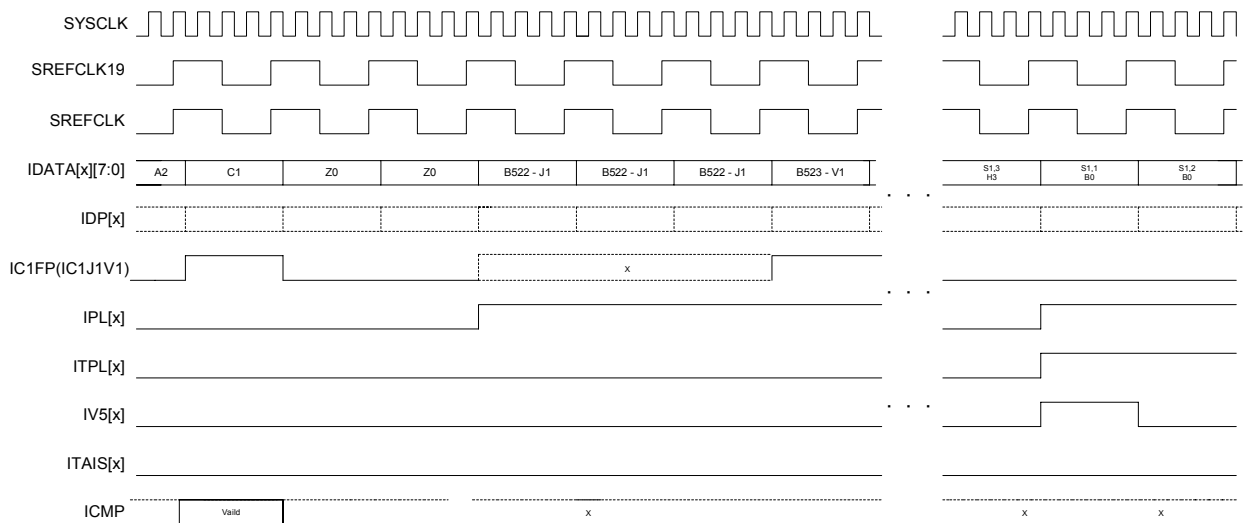 SYSCLK
SREFCLK19
SREFCLK
IDATA[x][7:0] A2 C1 Z0 Z0 B522 - J1 B522 - J1 B522 - J1 B523 - V1 . . . S1,3 H3 S1,1 B0 S1,2 B0
IDP[x]
IC1FP(IC1J1V1) X . . .
IPL[x]
ITPL[x]
IV5[x] . . .
ITAIS[x]
ICMP Vaild X X X